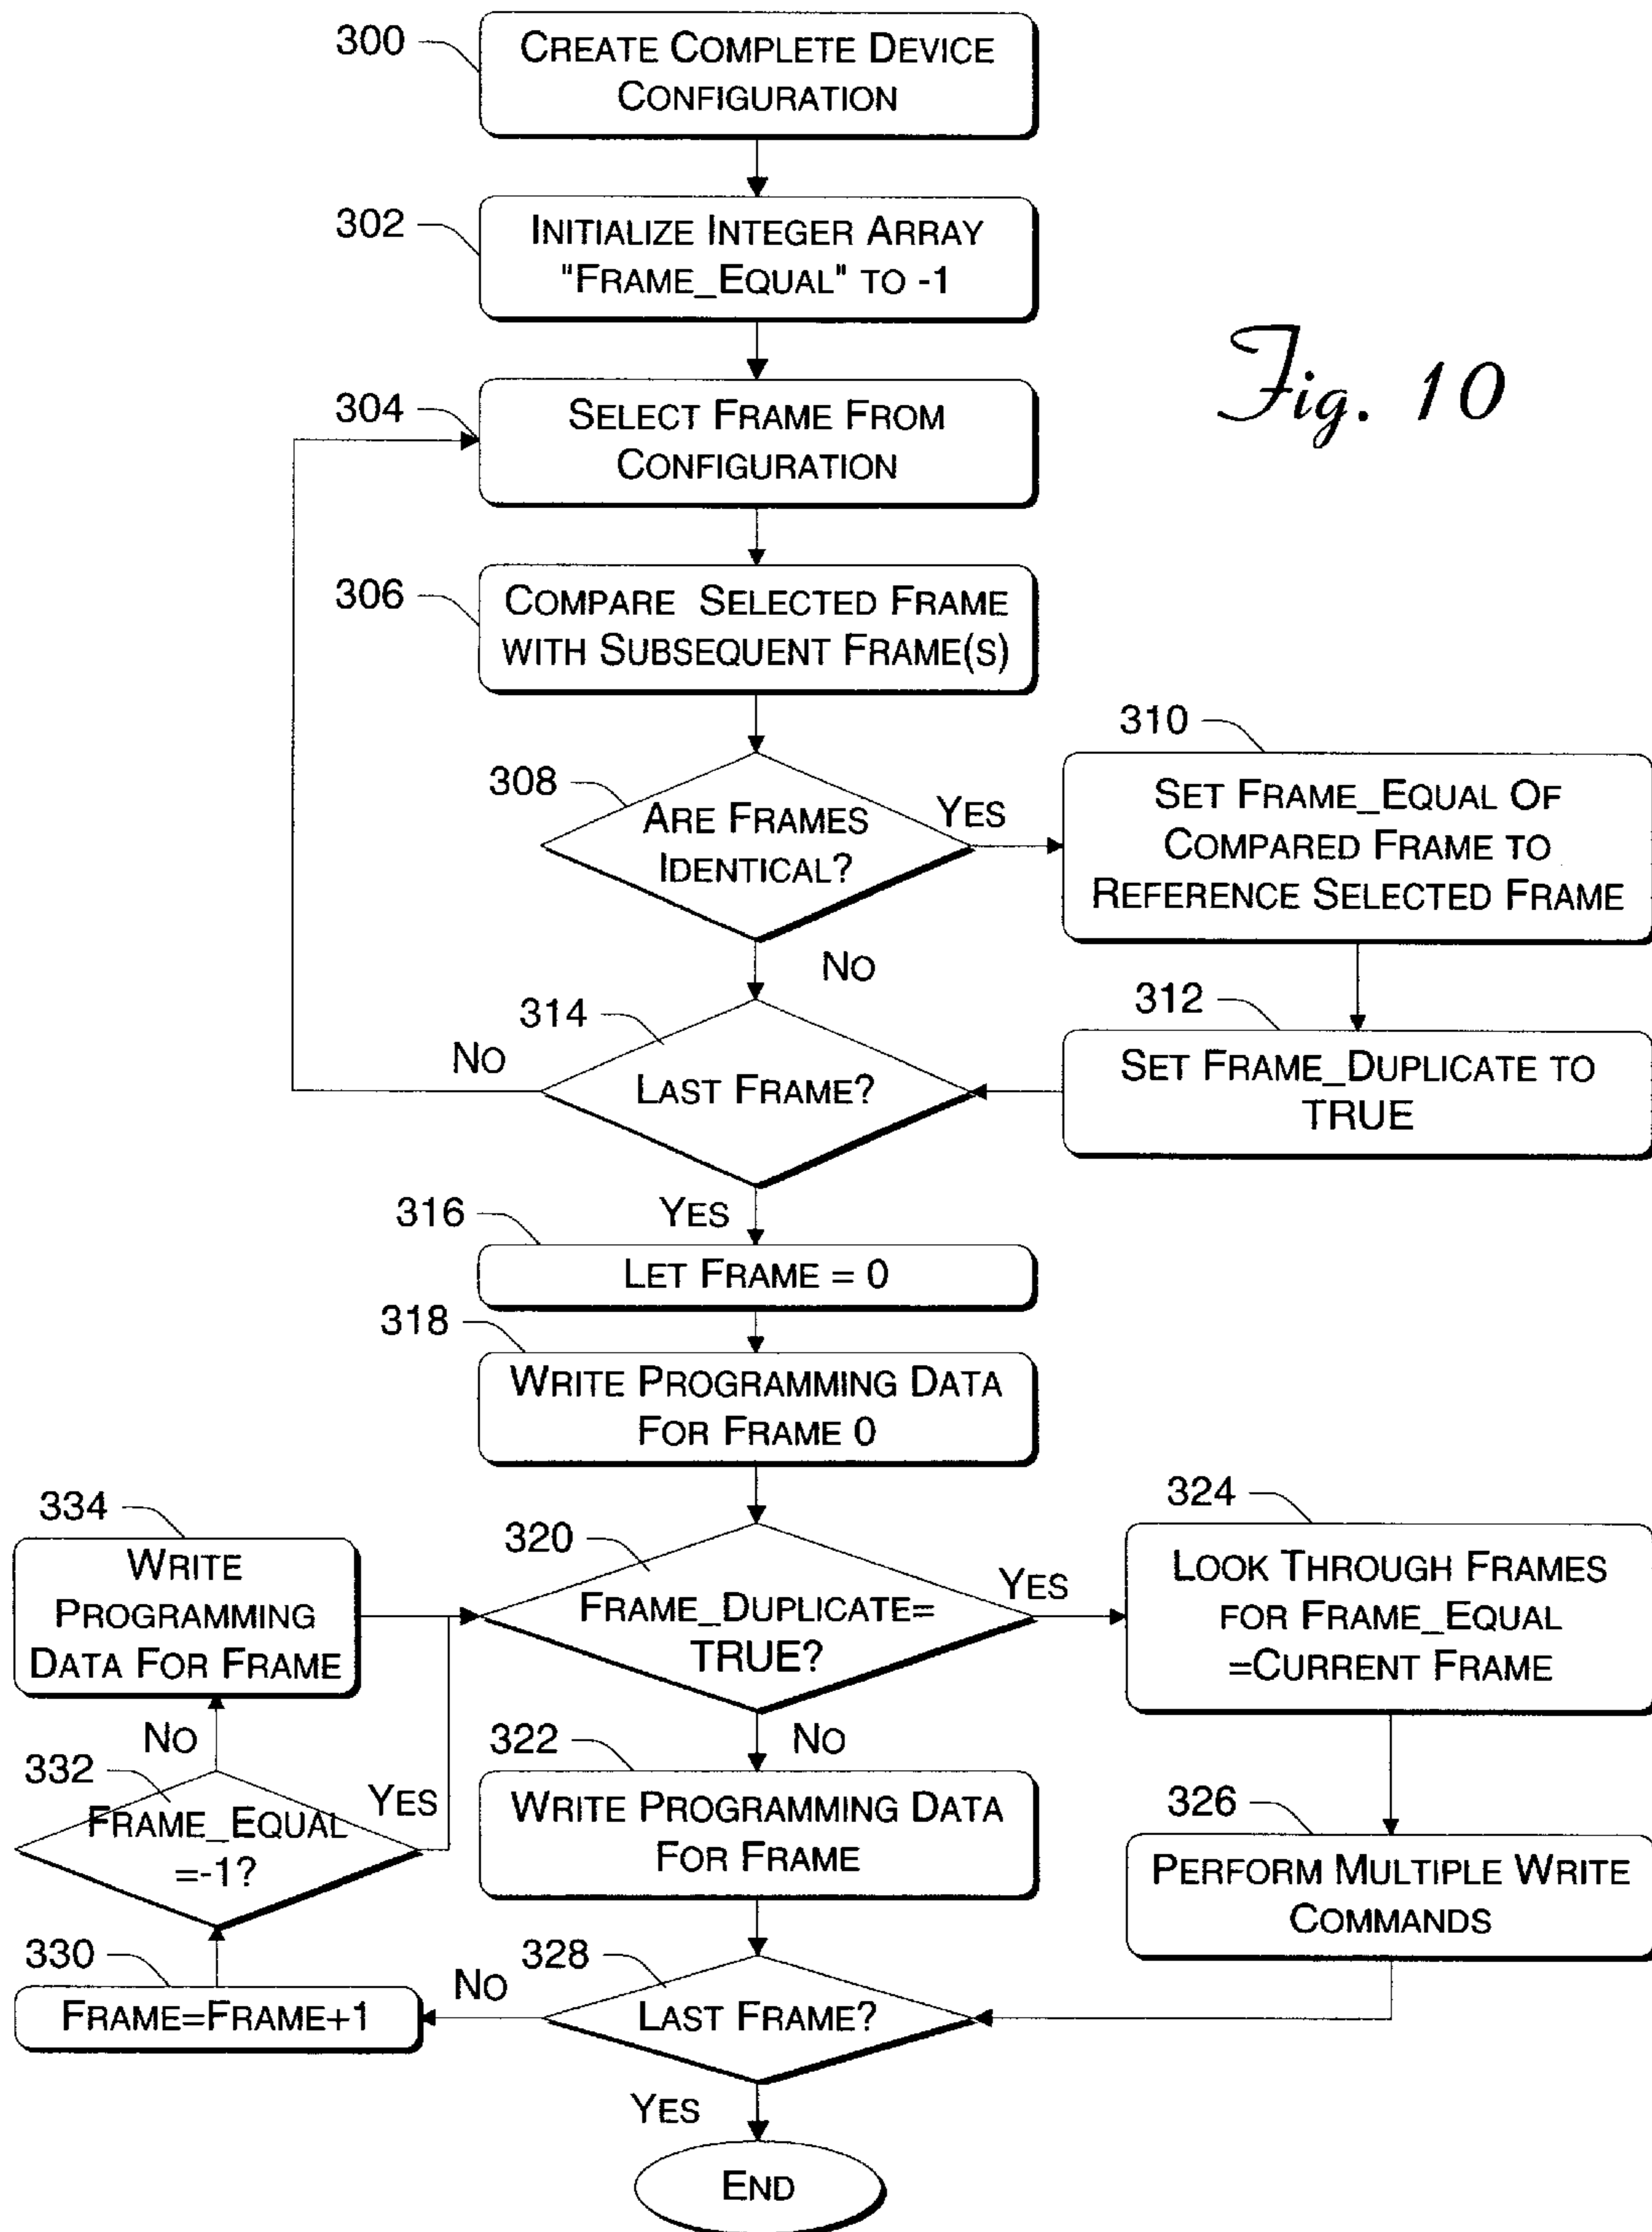 300
CREATE COMPLETE DEVICE
CONFIGURATION
302
INITIALIZE INTEGER ARRAY
"FRAME_EQUAL" TO -1
Fig. 10
304
SELECT FRAME FROM
CONFIGURATION
306
COMPARE SELECTED FRAME
WITH SUBSEQUENT FRAME(S)
308
ARE FRAMES
IDENTICAL?
YES
310
SET FRAME_EQUAL OF
COMPARED FRAME TO
REFERENCE SELECTED FRAME
NO
312
SET FRAME_DUPLICATE TO
TRUE
314
LAST FRAME?
NO
YES
316
LET FRAME = 0
318
WRITE PROGRAMMING DATA
FOR FRAME 0
320
FRAME_DUPLICATE=
TRUE?
YES
324
LOOK THROUGH FRAMES
FOR FRAME_EQUAL
=CURRENT FRAME
334
WRITE
PROGRAMMING
DATA FOR FRAME
NO
322
WRITE PROGRAMMING DATA
FOR FRAME
326
PERFORM MULTIPLE WRITE
COMMANDS
NO
332
FRAME_EQUAL
=-1?
YES
330
FRAME=FRAME+1
NO
328
LAST FRAME?
YES
END